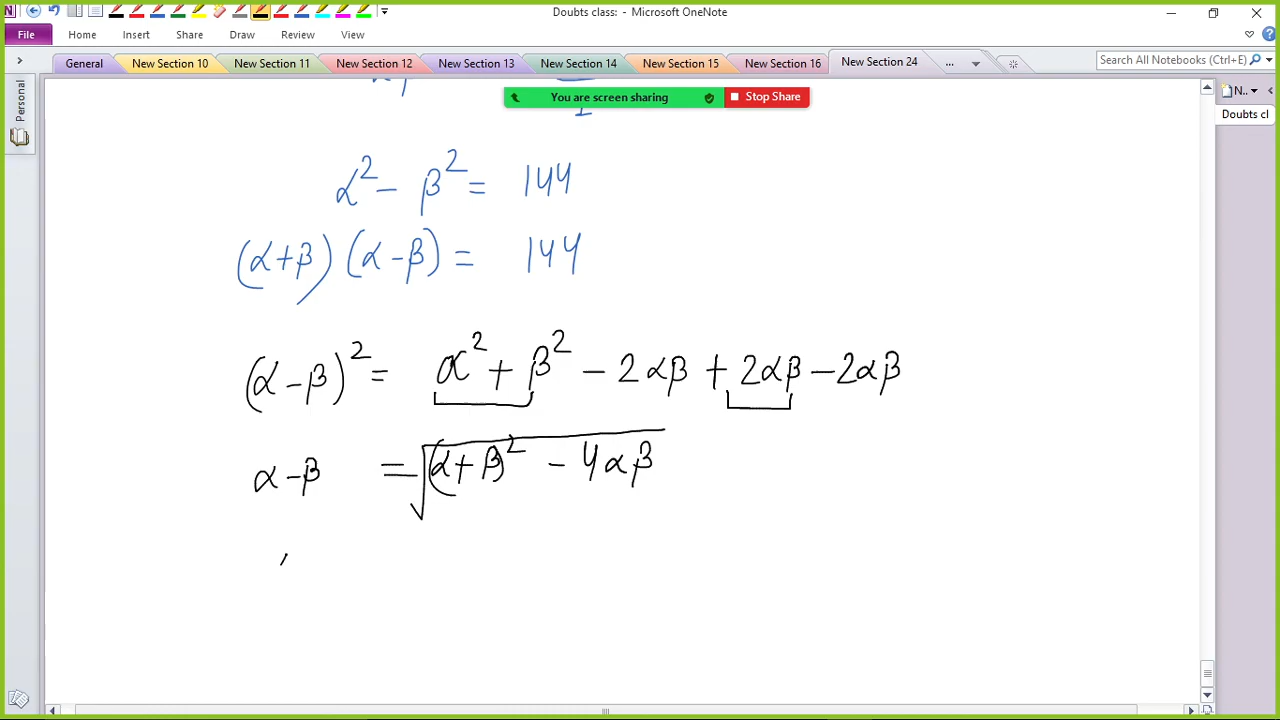 Doubts class: - Microsoft OneNote
File Home Insert Share Draw Review View
General New Section 10 New Section 11 New Section 12 New Section 13 New Section 14 New Section 15 New Section 16 New Section 24 ... Search All Notebooks (Ctrl+E)
Personal
N..
Doubts cl
You are screen sharing Stop Share
α² - β² = 144
(α+β) (α-β) = 144
(α-β)² = α² + β² - 2αβ + 2αβ - 2αβ
α-β = √(α+β)² - 4αβ